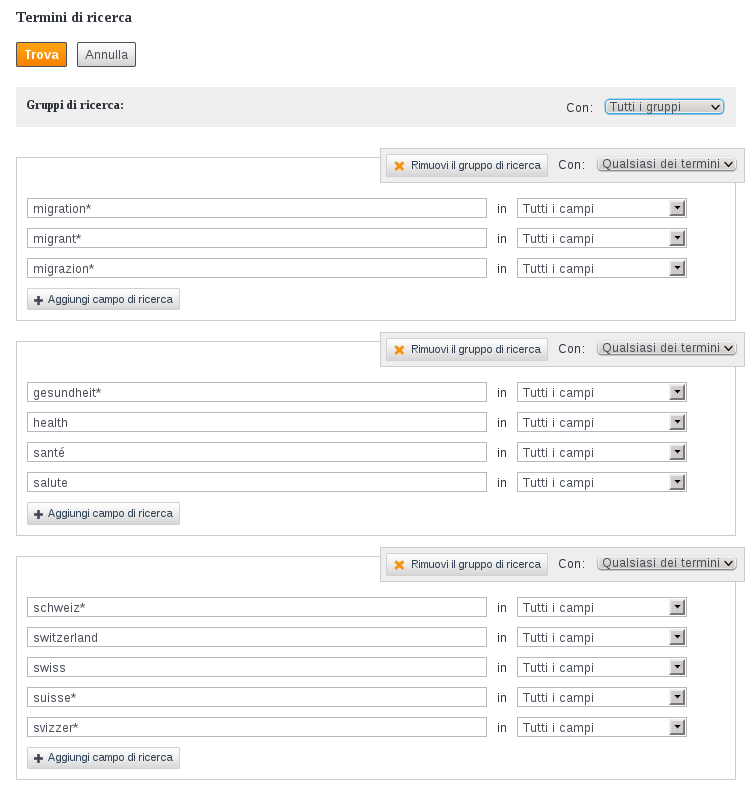 Termini di ricerca
Trova Annulla
Gruppi di ricerca: Con: Tutti i gruppi
Rimuovi il gruppo di ricerca Con: Qualsiasi dei termini
migration* in Tutti i campi
migrant* in Tutti i campi
migrazion* in Tutti i campi
Aggiungi campo di ricerca
Rimuovi il gruppo di ricerca Con: Qualsiasi dei termini
gesundheit* in Tutti i campi
health in Tutti i campi
santé in Tutti i campi
salute in Tutti i campi
Aggiungi campo di ricerca
Rimuovi il gruppo di ricerca Con: Qualsiasi dei termini
schweiz* in Tutti i campi
switzerland in Tutti i campi
swiss in Tutti i campi
suisse* in Tutti i campi
svizzer* in Tutti i campi
Aggiungi campo di ricerca